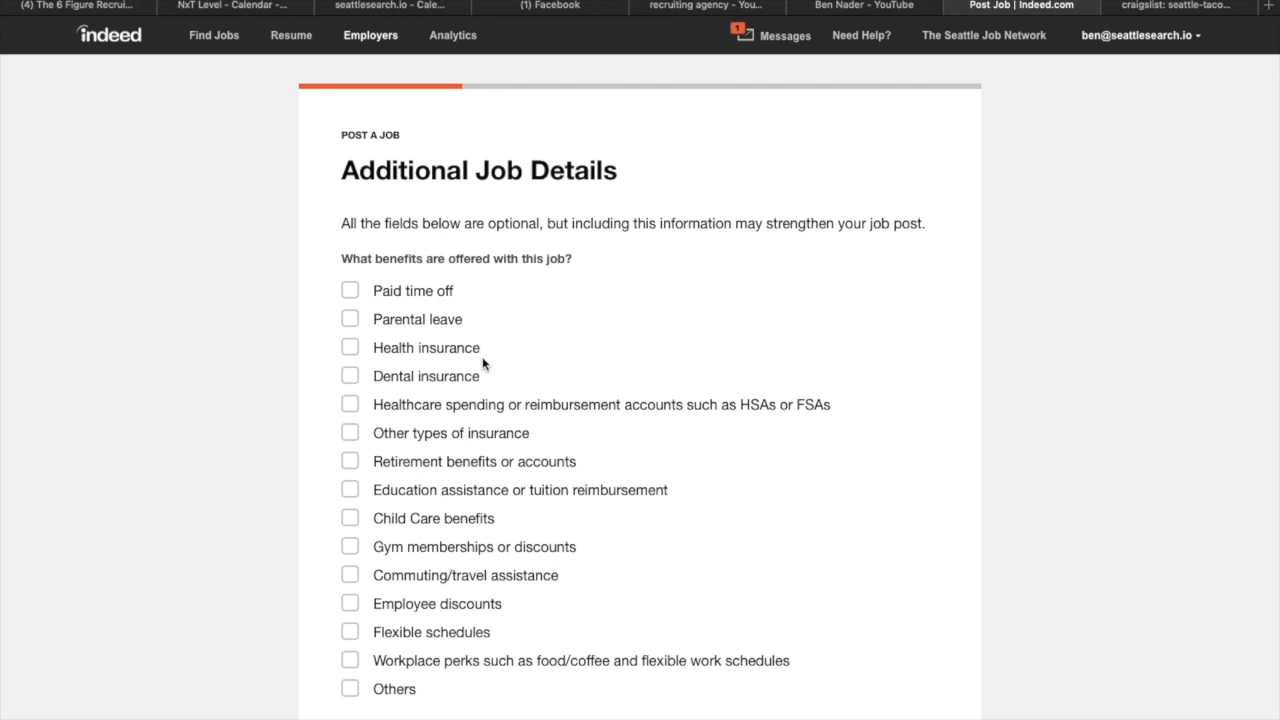 (4) The 6 Figure Recrui...
NxT Level - Calendar -...
seattlesearch.io - Cale...
(1) Facebook
recruiting agency - You...
Ben Nader - YouTube
Post Job | Indeed.com
craigslist: seattle-taco...
indeed
Find Jobs
Resume
Employers
Analytics
1
Messages
Need Help?
The Seattle Job Network
ben@seattlesearch.io
POST A JOB
Additional Job Details
All the fields below are optional, but including this information may strengthen your job post.
What benefits are offered with this job?
Paid time off
Parental leave
Health insurance
Dental insurance
Healthcare spending or reimbursement accounts such as HSAs or FSAs
Other types of insurance
Retirement benefits or accounts
Education assistance or tuition reimbursement
Child Care benefits
Gym memberships or discounts
Commuting/travel assistance
Employee discounts
Flexible schedules
Workplace perks such as food/coffee and flexible work schedules
Others